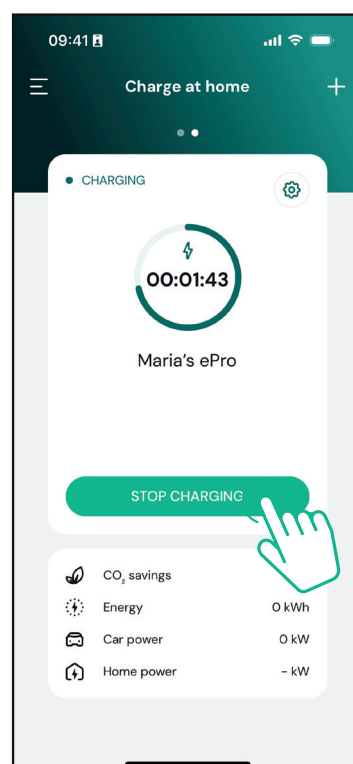 09:41
Charge at home
CHARGING
00:01:43
Maria's ePro
STOP CHARGING
CO₂ savings
Energy 0 kWh
Car power 0 kW
Home power - kW